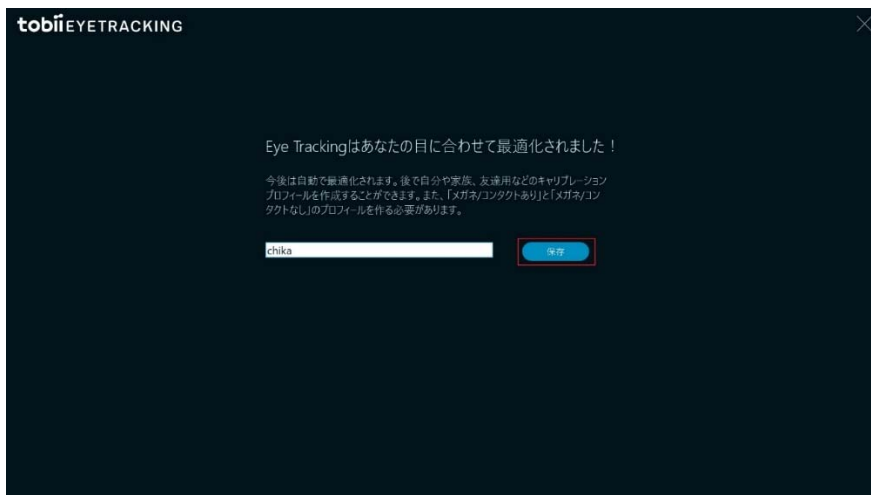 tobii EYETRACKING
Eye Trackingはあなたの目に合わせて最適化されました！
今後は自動で最適化されます。後で自分や家族、友達用などのキャリブレーション
プロフィールを作成することができます。また、「メガネ/コンタクトあり」と「メガネ/コン
タクトなし」のプロフィールを作る必要があります。
chika
保存